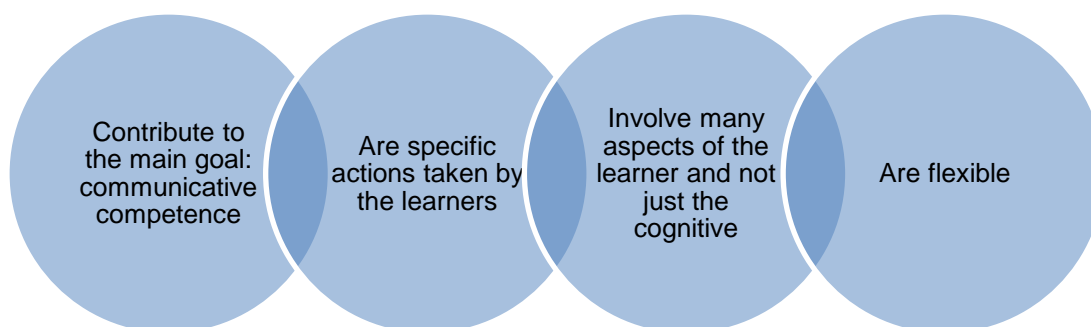 Contribute to
the main goal:
communicative
competence
Are specific
actions taken by
the learners
Involve many
aspects of the
learner and not
just the
cognitive
Are flexible